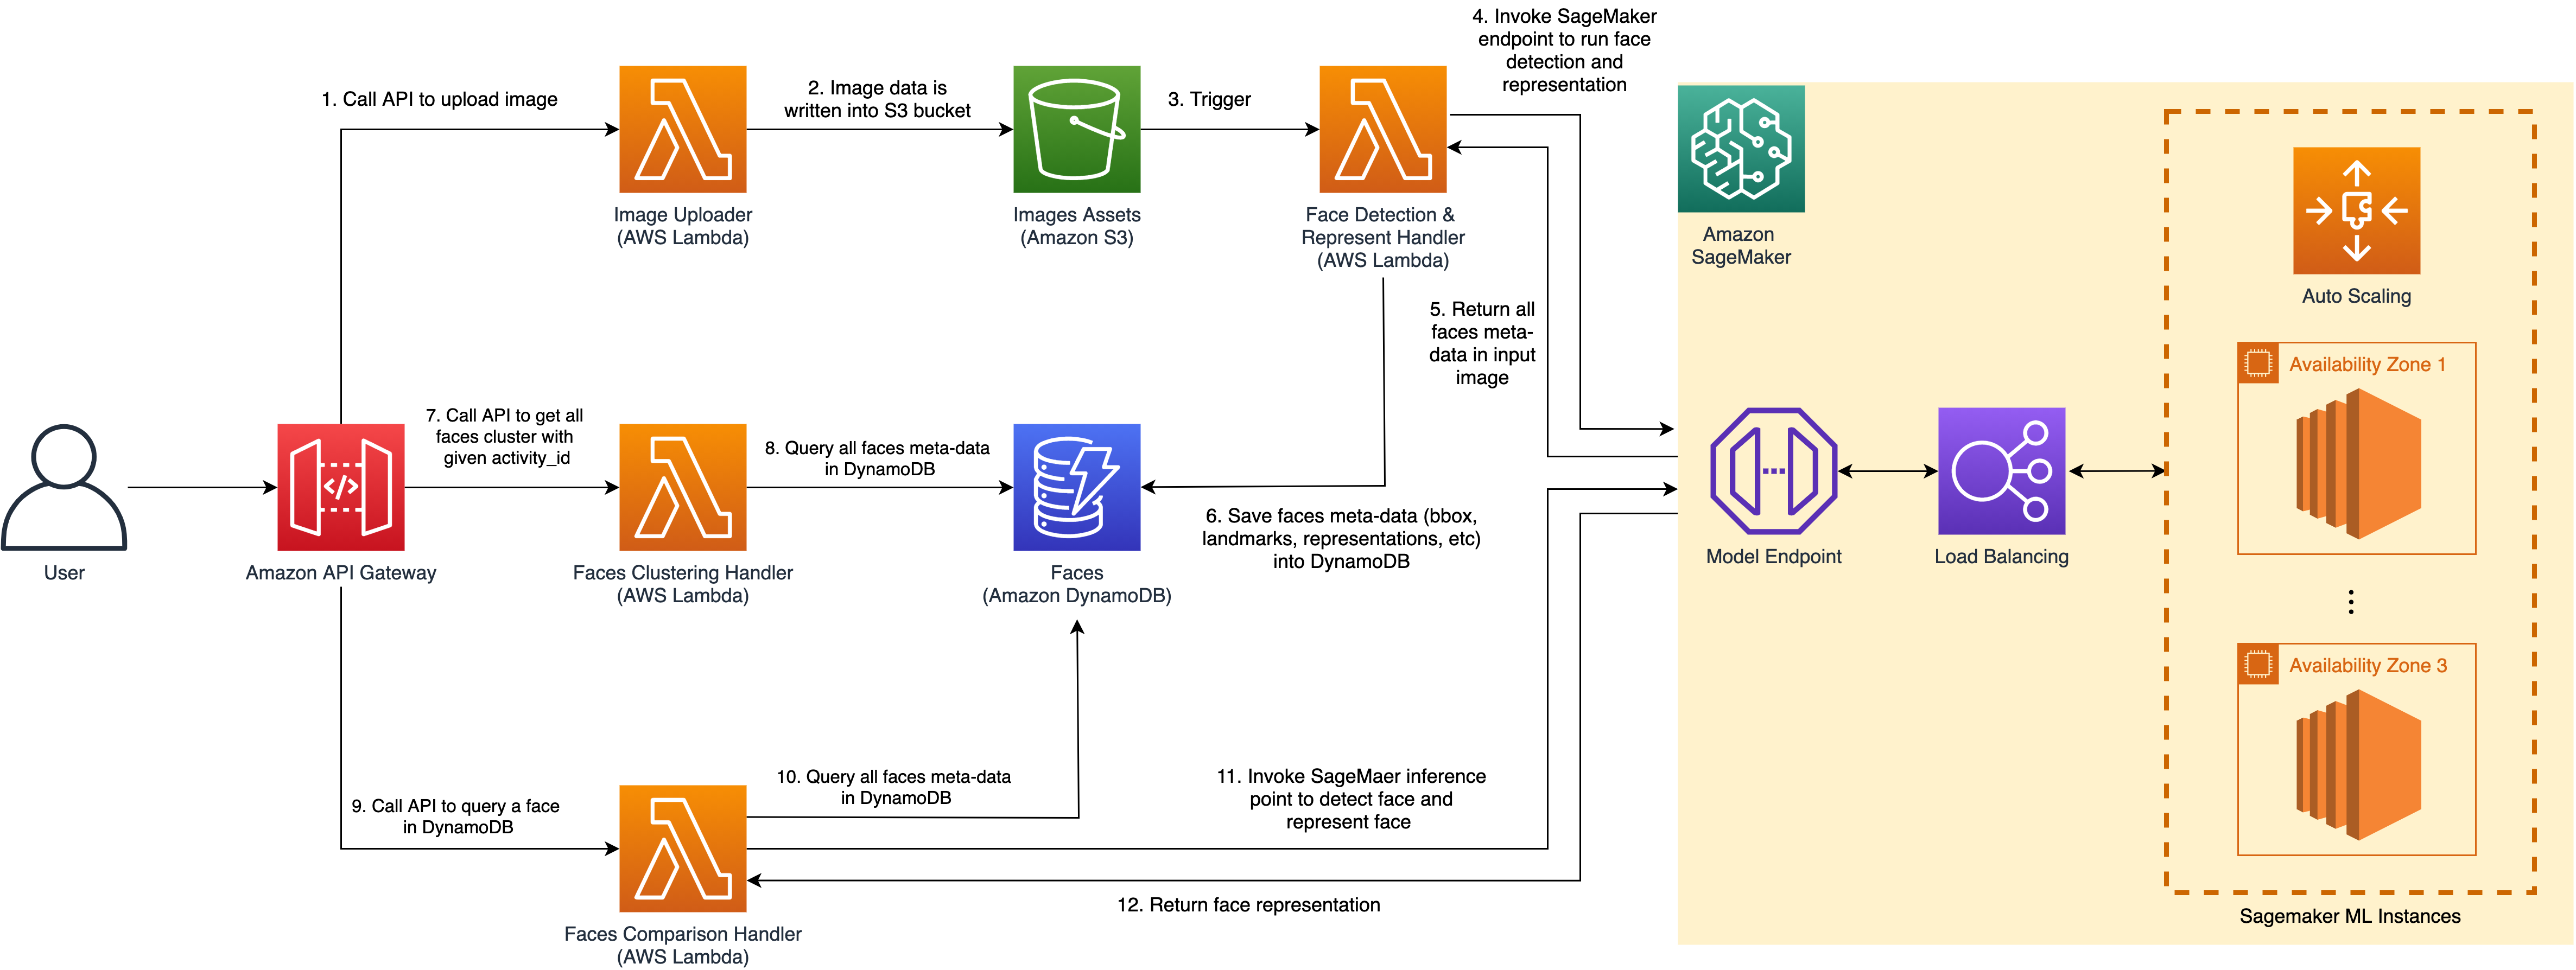 1. Call API to upload image
2. Image data is
written into S3 bucket
3. Trigger
4. Invoke SageMaker
endpoint to run face
detection and
representation
Image Uploader
(AWS Lambda)
Images Assets
(Amazon S3)
Face Detection &
Represent Handler
(AWS Lambda)
5. Return all
faces meta-
data in input
image
User
Amazon API Gateway
7. Call API to get all
faces cluster with
given activity_id
Faces Clustering Handler
(AWS Lambda)
8. Query all faces meta-data
in DynamoDB
Faces
(Amazon DynamoDB)
6. Save faces meta-data (bbox,
landmarks, representations, etc)
into DynamoDB
9. Call API to query a face
in DynamoDB
Faces Comparison Handler
(AWS Lambda)
10. Query all faces meta-data
in DynamoDB
11. Invoke SageMaer inference
point to detect face and
represent face
12. Return face representation
Amazon
SageMaker
Model Endpoint
Load Balancing
Auto Scaling
Availability Zone 1
Availability Zone 3
Sagemaker ML Instances